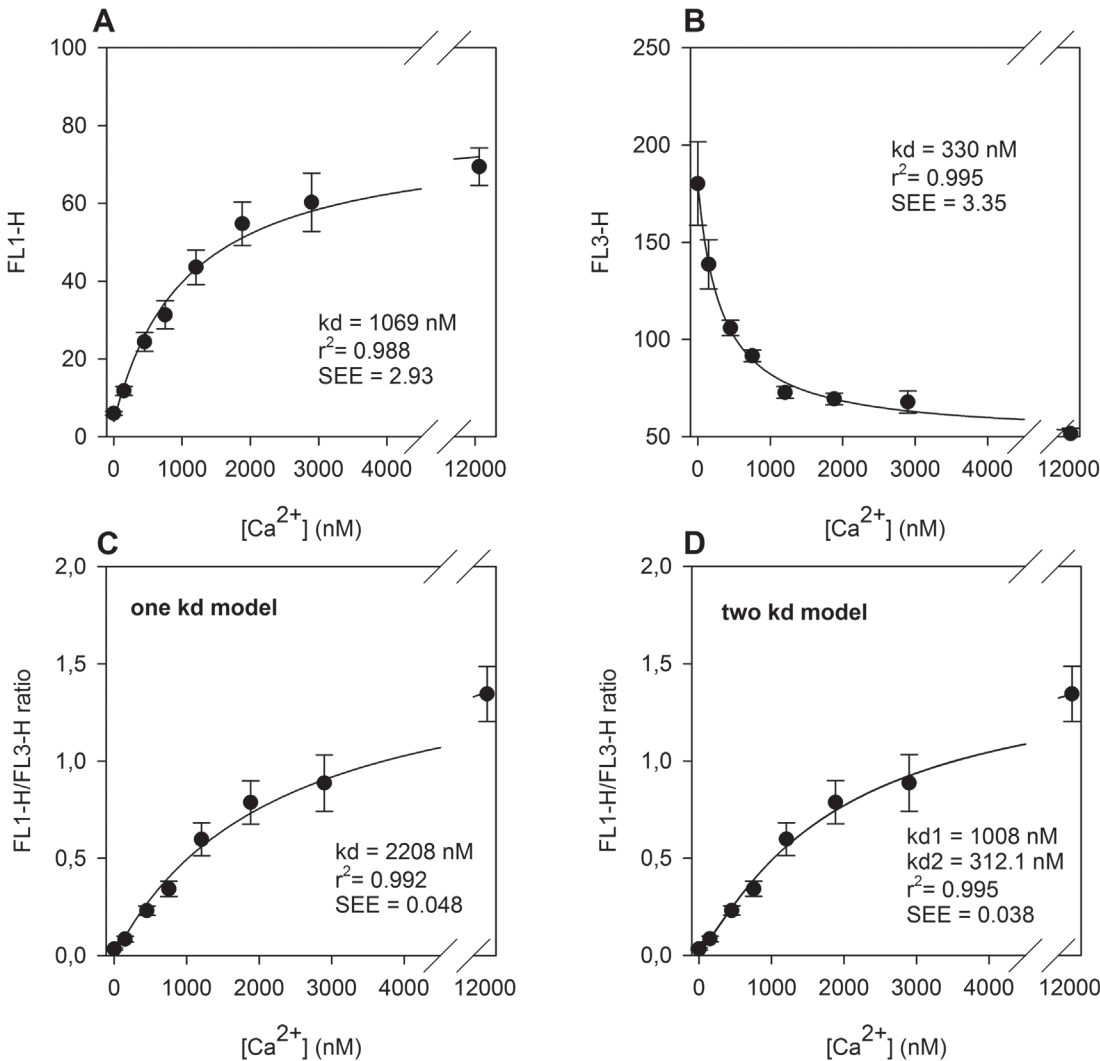 A
100
80
60
40
20
0
FL1-H
kd = 1069 nM
r²= 0.988
SEE = 2.93
0 1000 2000 3000 4000 12000
[Ca²⁺] (nM)
B
250
200
150
100
50
FL3-H
kd = 330 nM
r²= 0.995
SEE = 3.35
0 1000 2000 3000 4000 12000
[Ca²⁺] (nM)
C
2,0
1,5
1,0
0,5
0,0
FL1-H/FL3-H ratio
one kd model
kd = 2208 nM
r²= 0.992
SEE = 0.048
0 1000 2000 3000 4000 12000
[Ca²⁺] (nM)
D
2,0
1,5
1,0
0,5
0,0
FL1-H/FL3-H ratio
two kd model
kd1 = 1008 nM
kd2 = 312.1 nM
r²= 0.995
SEE = 0.038
0 1000 2000 3000 4000 12000
[Ca²⁺] (nM)